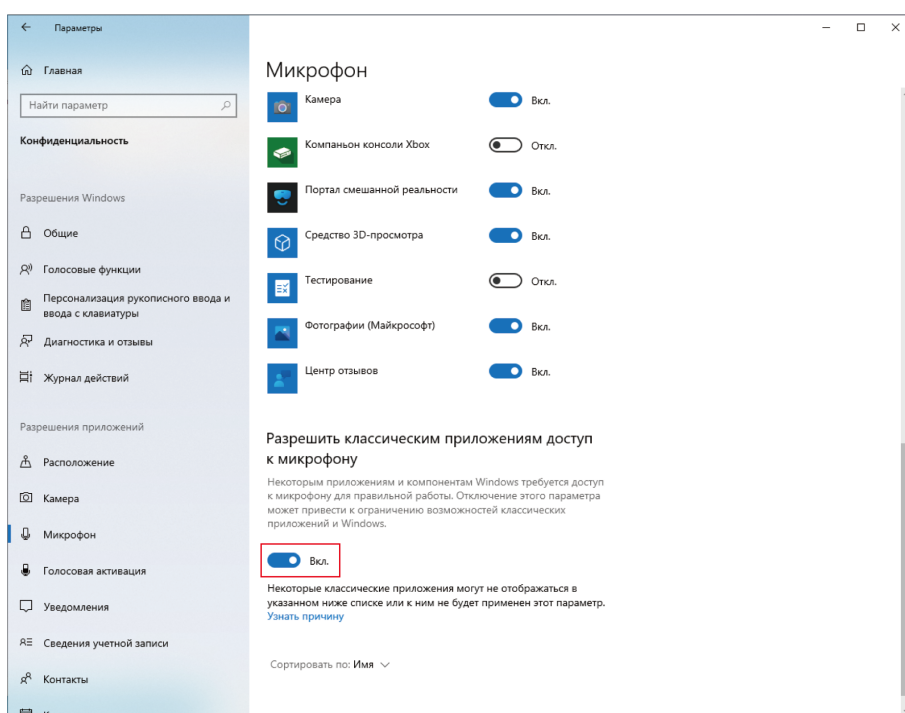 Параметры
Главная
Найти параметр
Конфиденциальность
Разрешения Windows
Общие
Голосовые функции
Персонализация рукописного ввода и
ввода с клавиатуры
Диагностика и отзывы
Журнал действий
Разрешения приложений
Расположение
Камера
Микрофон
Голосовая активация
Уведомления
Сведения учетной записи
Контакты
Микрофон
Камера Вкл.
Компаньон консоли Xbox Откл.
Портал смешанной реальности Вкл.
Средство 3D-просмотра Вкл.
Тестирование Откл.
Фотографии (Майкрософт) Вкл.
Центр отзывов Вкл.
Разрешить классическим приложениям доступ
к микрофону
Некоторым приложениям и компонентам Windows требуется доступ
к микрофону для правильной работы. Отключение этого параметра
может привести к ограничению возможностей классических
приложений и Windows.
Вкл.
Некоторые классические приложения могут не отображаться в
указанном ниже списке или к ним не будет применен этот параметр.
Узнать причину
Сортировать по: Имя